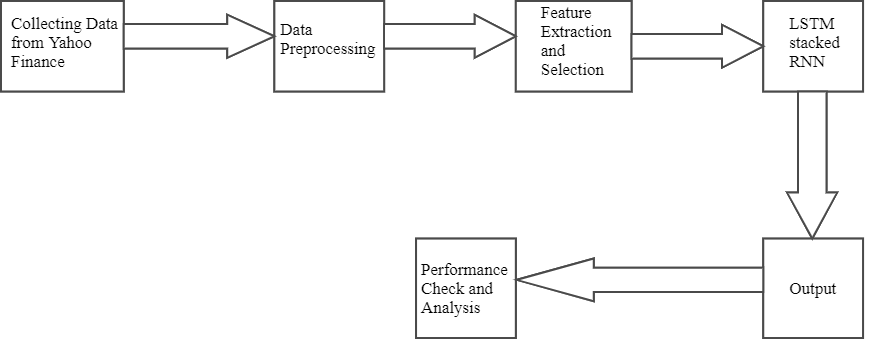 Collecting Data
from Yahoo
Finance
Data
Preprocessing
Feature
Extraction
and
Selection
LSTM
stacked
RNN
Output
Performance
Check and
Analysis